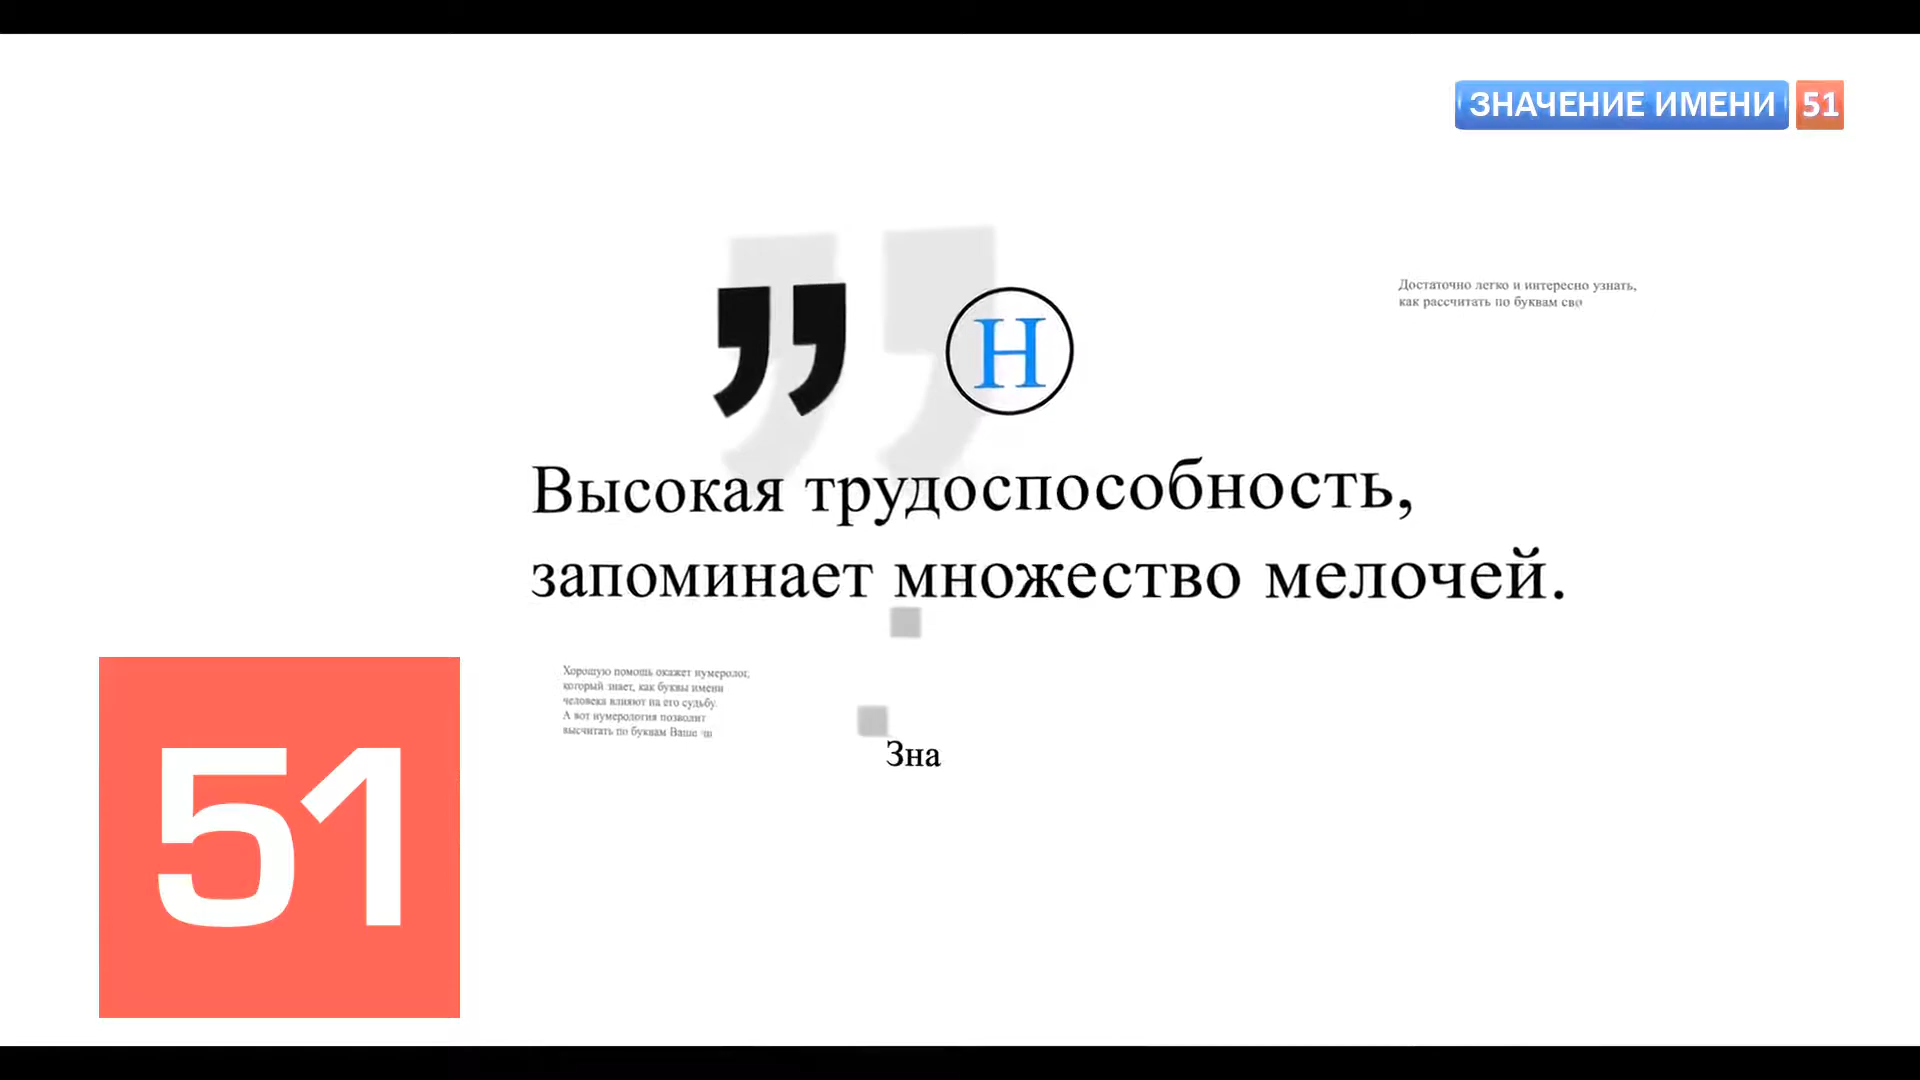 ЗНАЧЕНИЕ ИМЕНИ 51
Достаточно легко и интересно узнать,
как рассчитать по буквам сво
Н
Высокая трудоспособность,
запоминает множество мелочей.
Хорошую помощь окажет нумеролог,
который знает, как буквы имени
человека влияют на его судьбу.
А вот нумерология позволит
высчитать по буквам Ваше
Зна
51